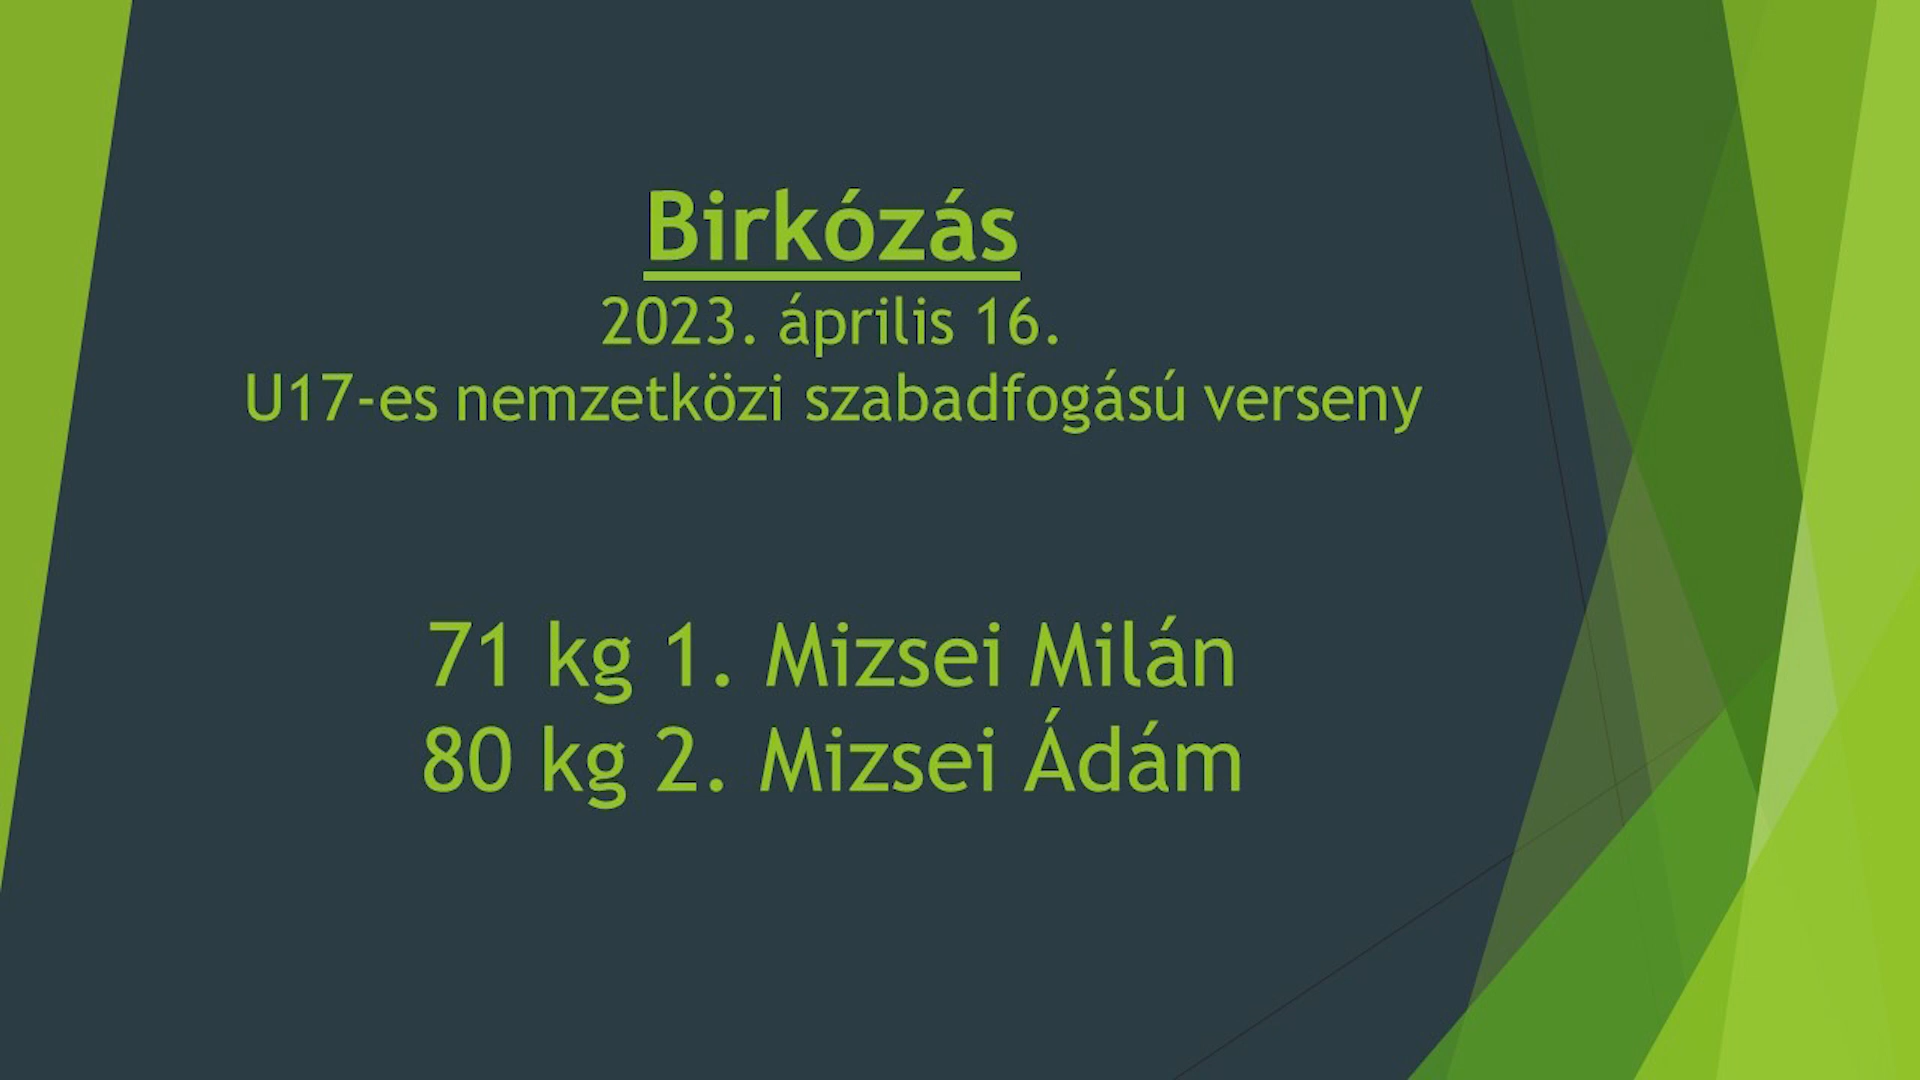 Birkózás
2023. április 16.
U17-es nemzetközi szabadfogású verseny
71 kg 1. Mizsei Milán
80 kg 2. Mizsei Ádám